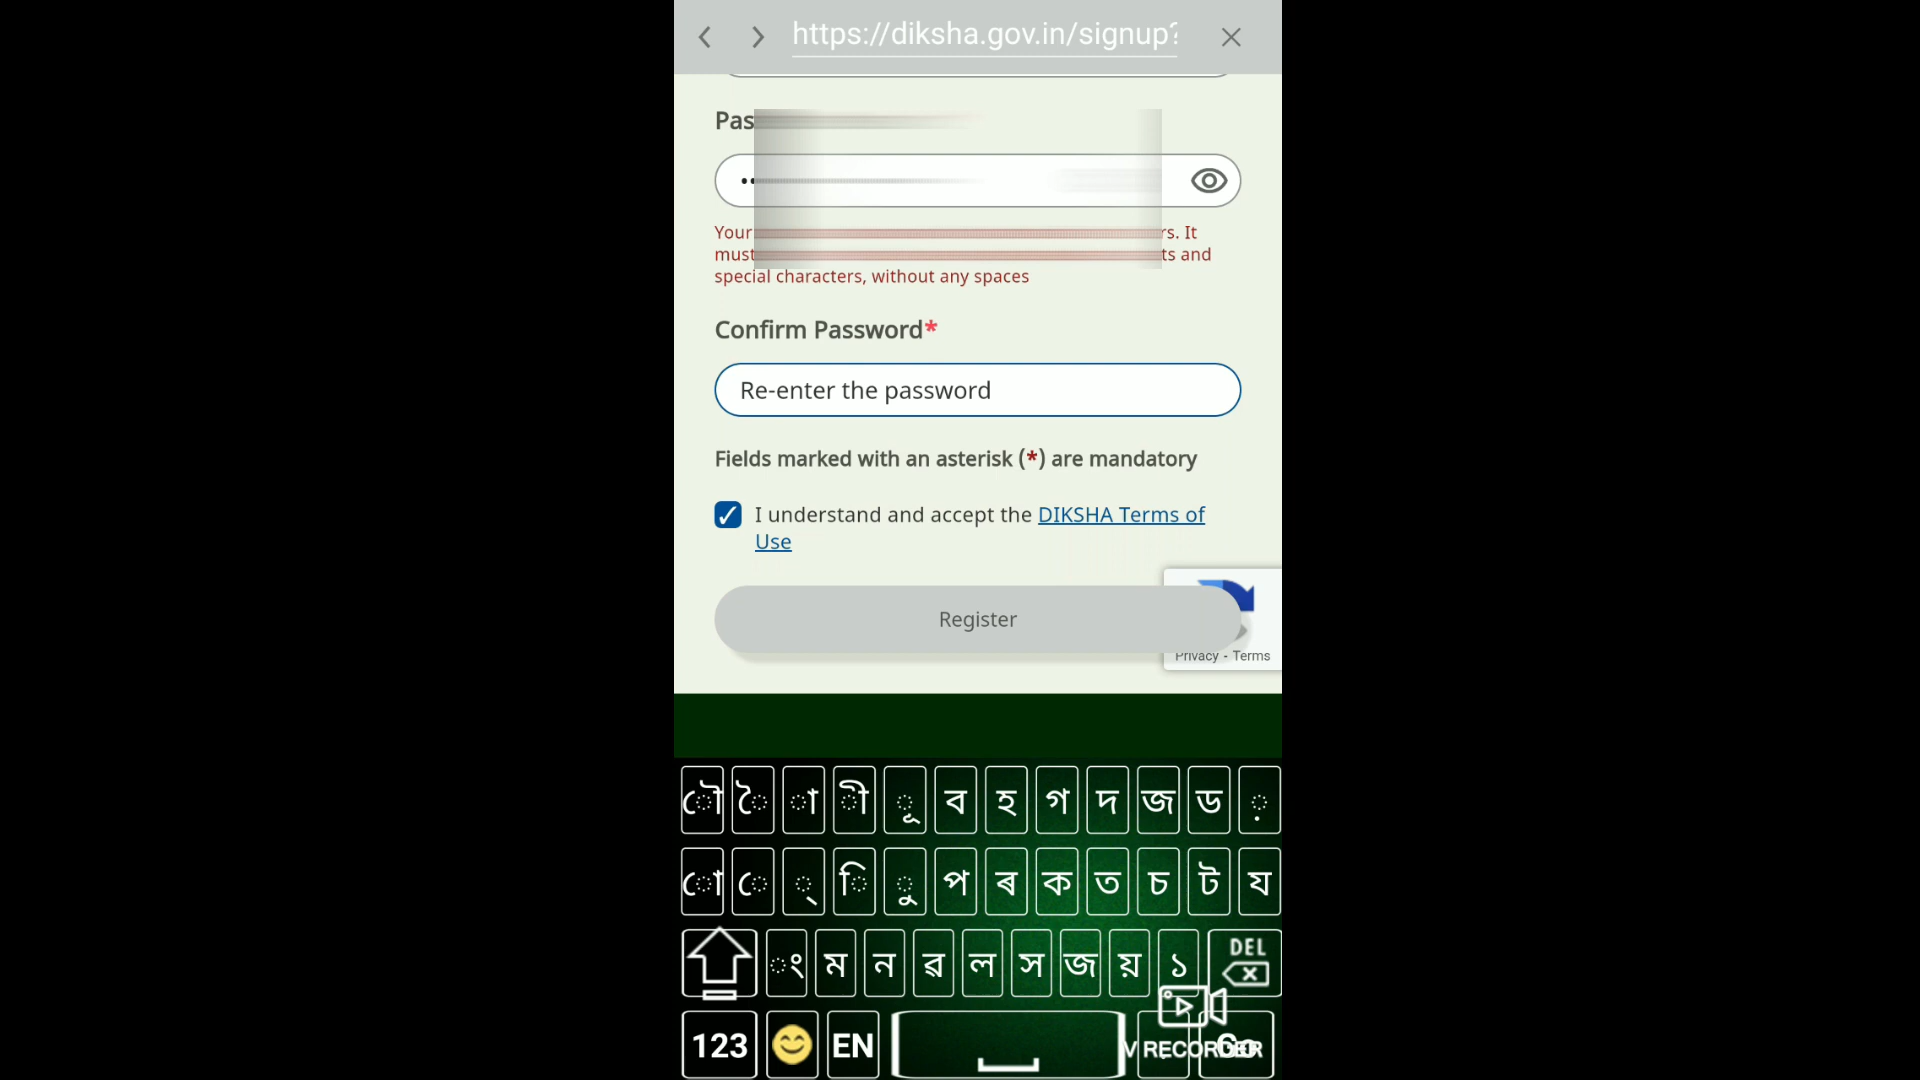 https://diksha.gov.in/signup?
Pas
Your rs. It
must ts and
special characters, without any spaces
Confirm Password*
Re-enter the password
Fields marked with an asterisk (*) are mandatory
✓ I understand and accept the DIKSHA Terms of
Use
Register
Privacy - Terms
ৌ ৈ া ী ূ ব হ গ দ জ ড ়
ো ে ্ ি ু প ৰ ক ত চ ট য
ং ম ন ৱ ল স জ য় ১ DEL
123 😊 EN V RECORDER Go